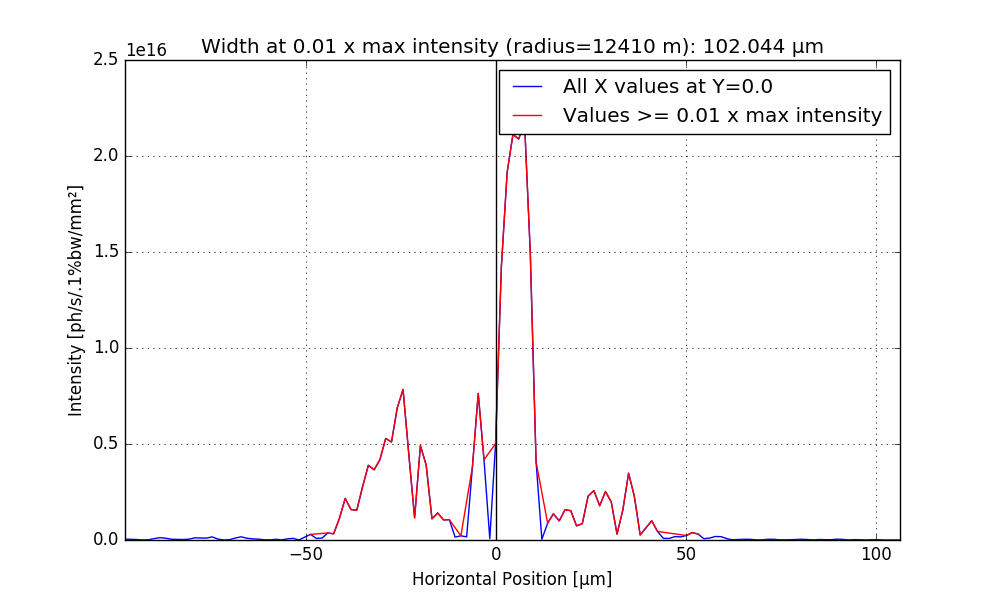 Width at 0.01 x max intensity (radius=12410 m): 102.044 µm
1e16
All X values at Y=0.0
Values >= 0.01 x max intensity
2.5
2.0
1.5
1.0
0.5
0.0
Intensity [ph/s/.1%bw/mm²]
−50
0
50
100
Horizontal Position [µm]